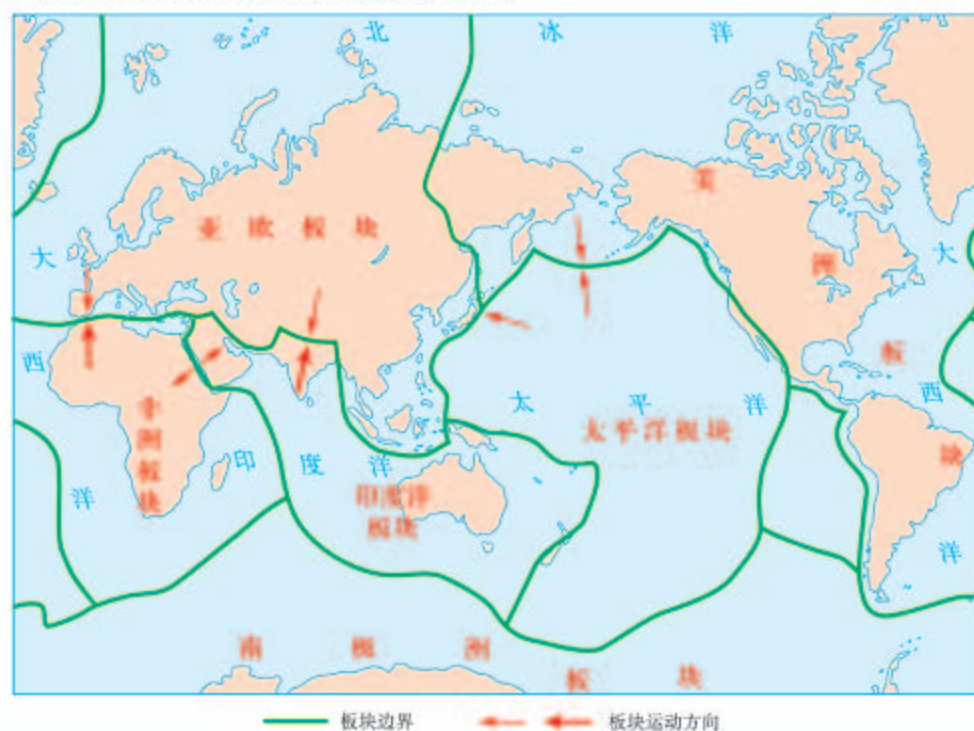 北 冰 洋
美
亚 欧 板 块
大
大
洲
板
西
西
太 平 洋
非
洲
板
块
太平洋板块
印 度 洋
块
印度洋
板块
洋
洋
南 极 洲
板 块
板块边界
板块运动方向